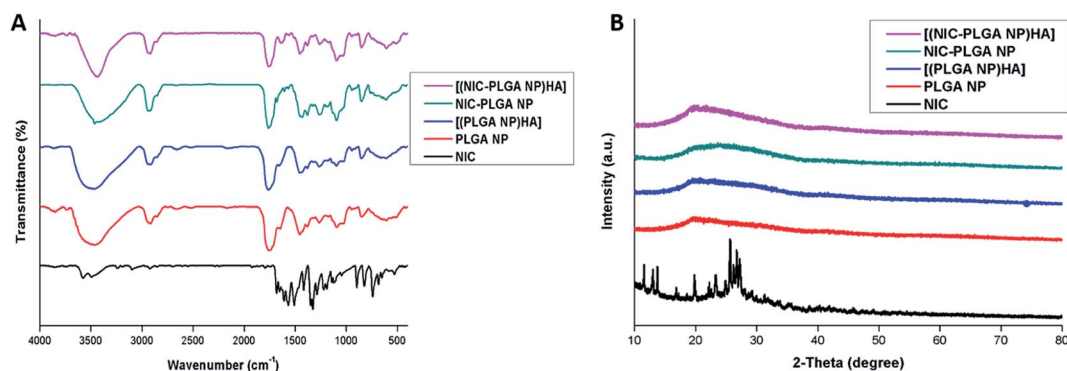 A
Transmittance (%)
[(NIC-PLGA NP)HA]
NIC-PLGA NP
[(PLGA NP)HA]
PLGA NP
NIC
4000 3500 3000 2500 2000 1500 1000 500
Wavenumber (cm-1)
B
Intensity (a.u.)
[(NIC-PLGA NP)HA]
NIC-PLGA NP
[(PLGA NP)HA]
PLGA NP
NIC
10 20 30 40 50 60 70 80
2-Theta (degree)